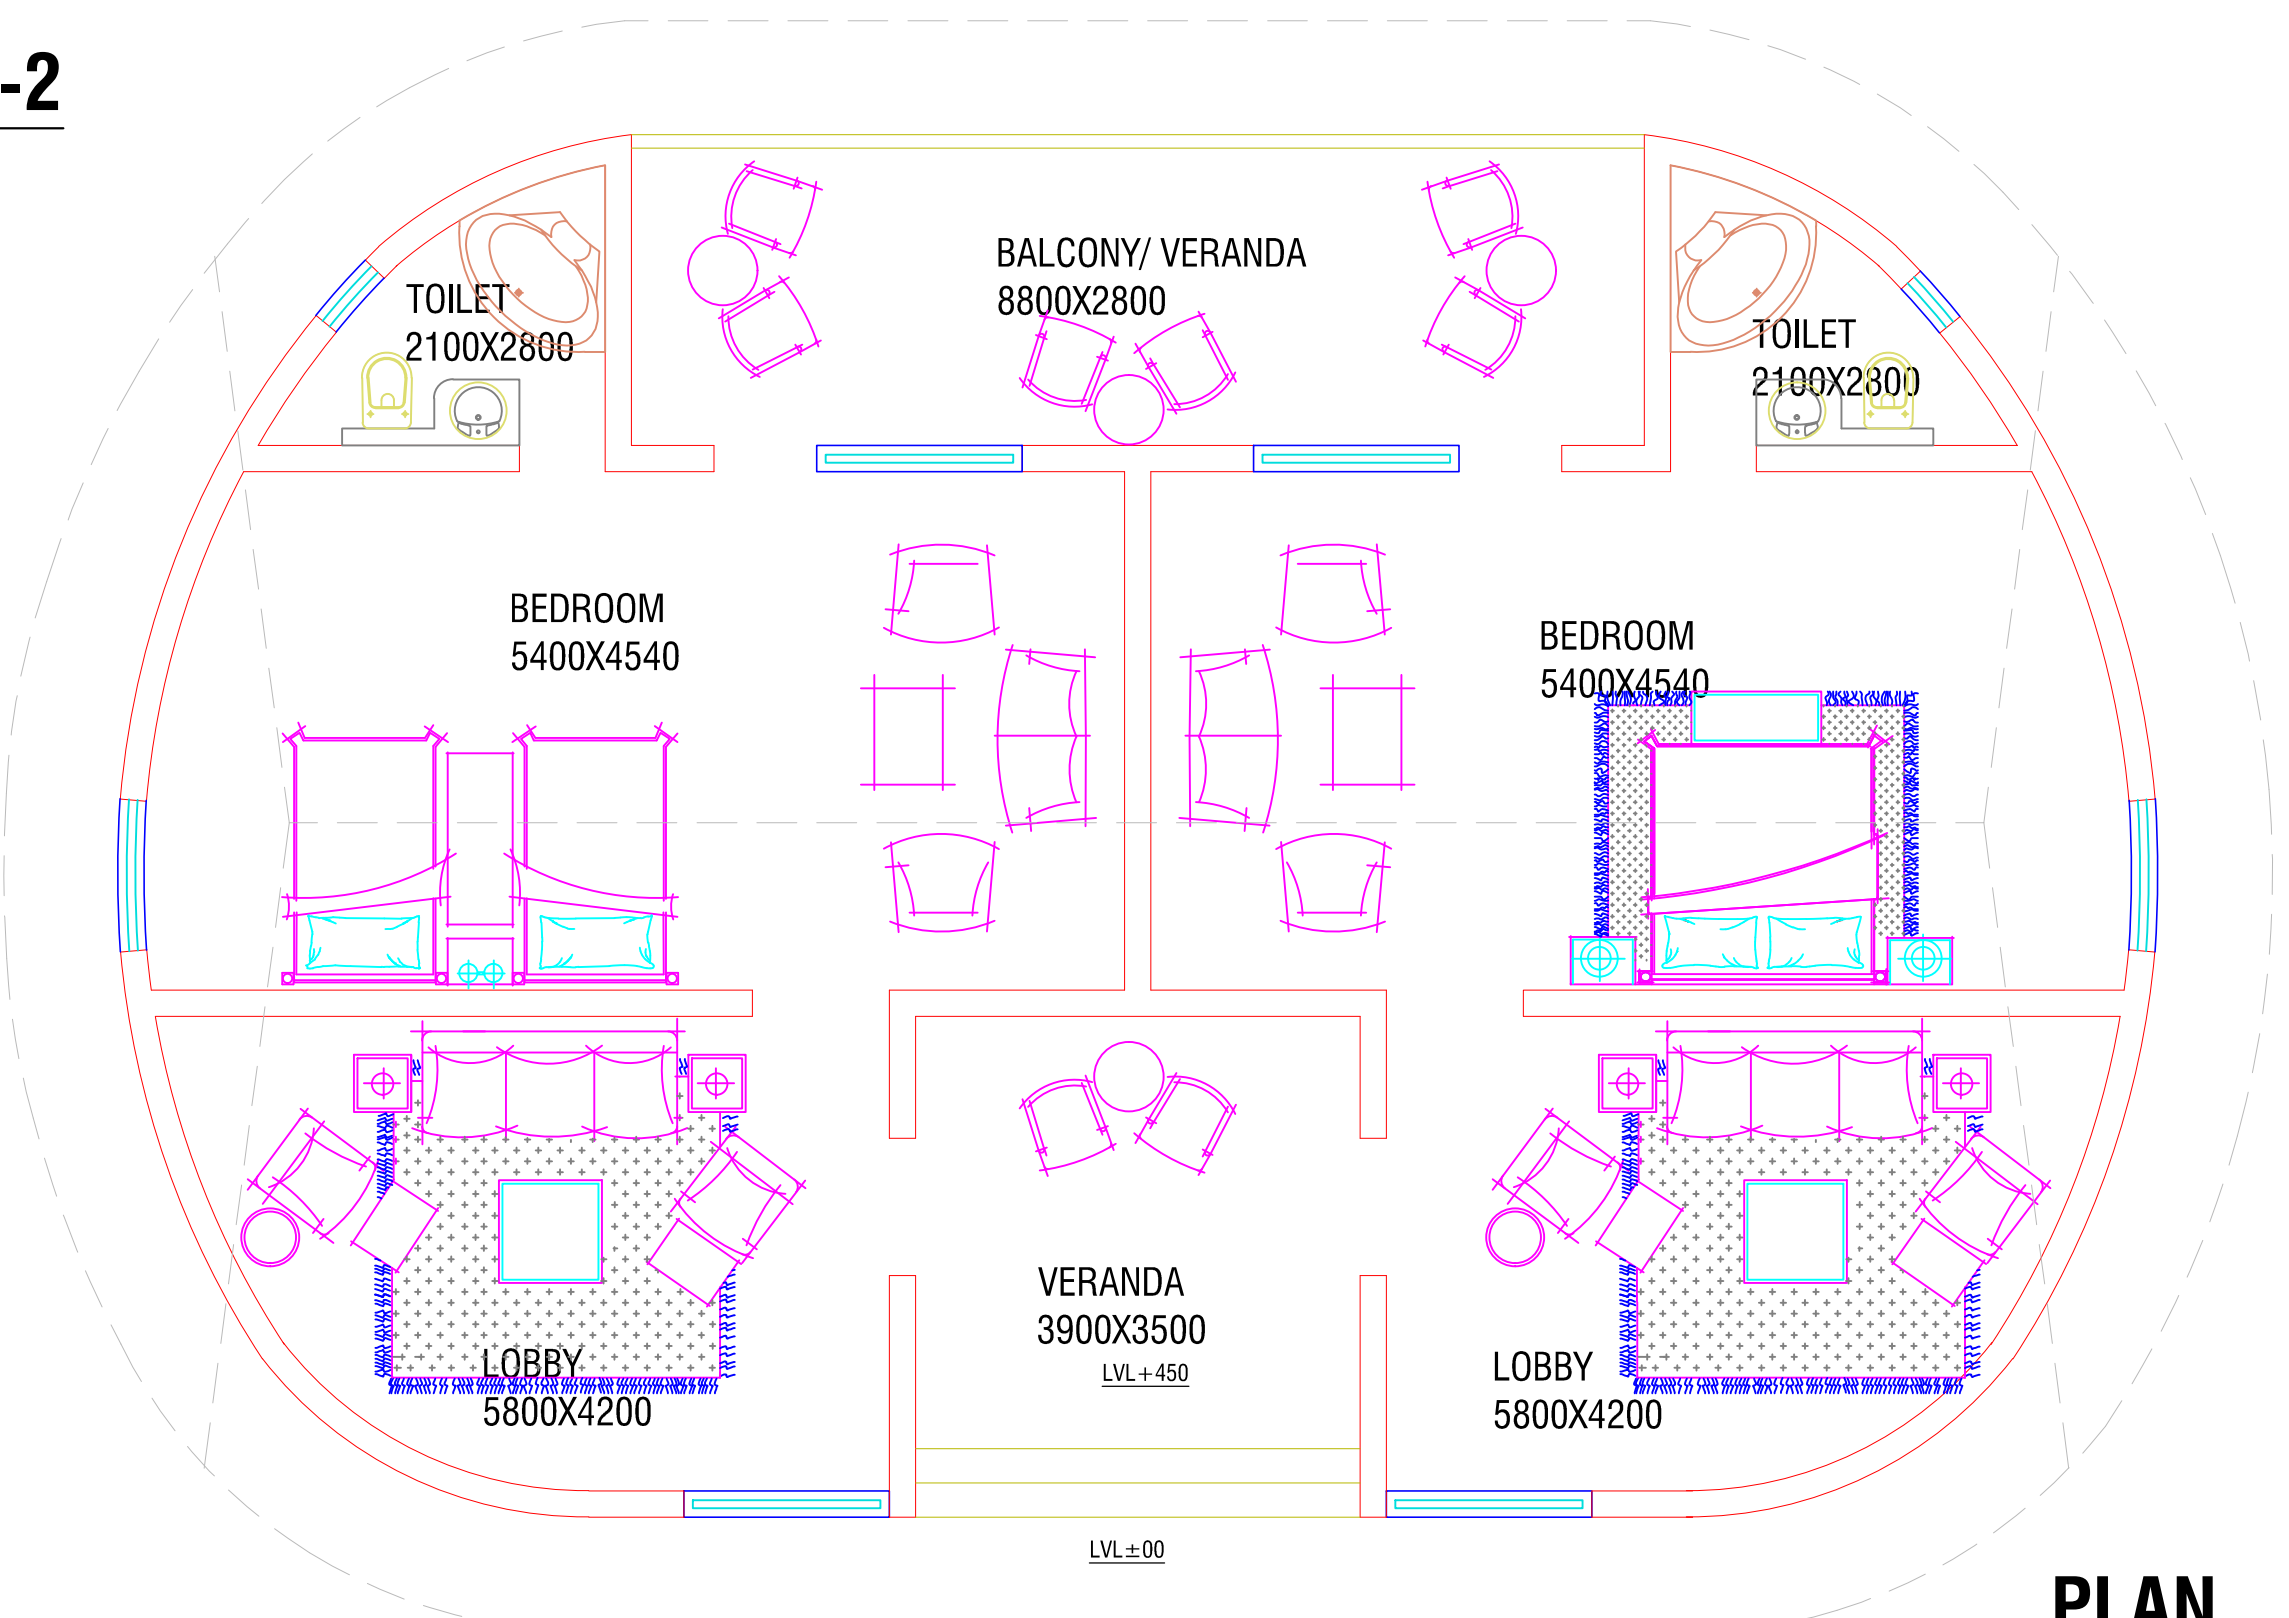 -2
BALCONY/ VERANDA
8800X2800
TOILET
2100X2800
TOILET
2100X2800
BEDROOM
5400X4540
BEDROOM
5400X4540
VERANDA
3900X3500
LVL+450
LOBBY
5800X4200
LOBBY
5800X4200
LVL±00
PLAN